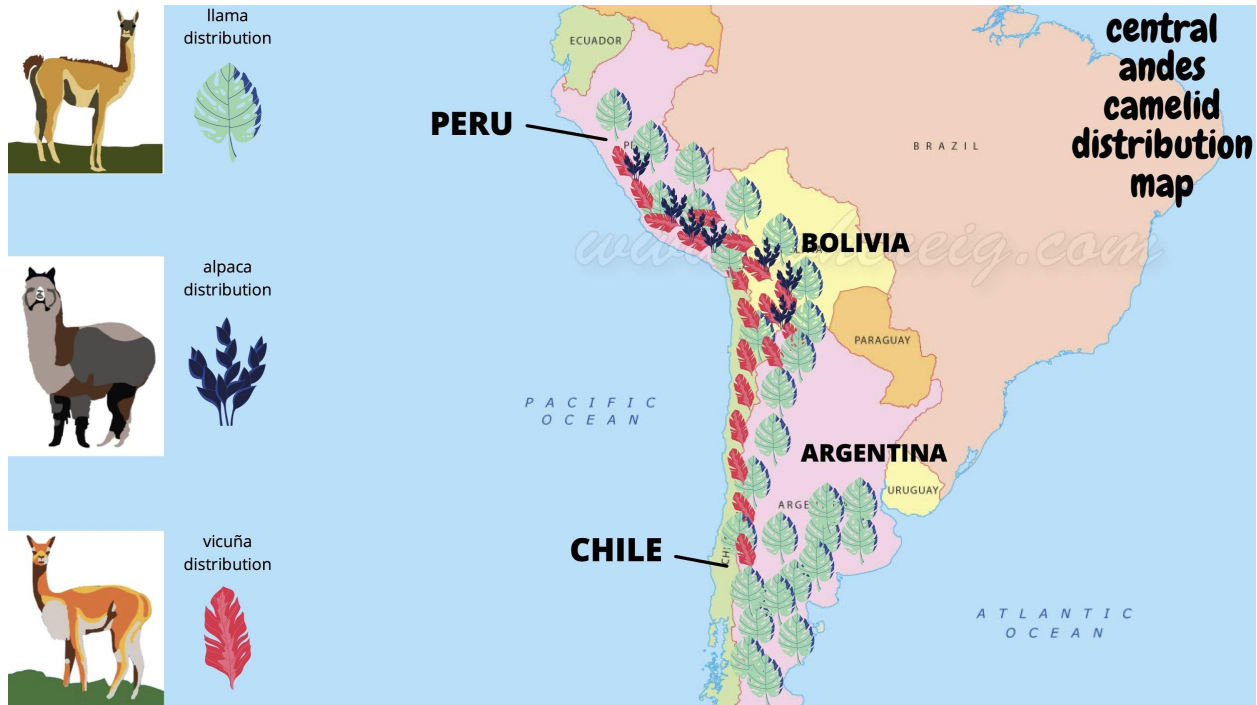 llama
distribution
alpaca
distribution
vicuña
distribution
central
andes
camelid
distribution
map
ECUADOR
PERU
BRAZIL
BOLIVIA
PARAGUAY
PACIFIC
OCEAN
ARGENTINA
URUGUAY
ARGE
CHILE
ATLANTIC
OCEAN